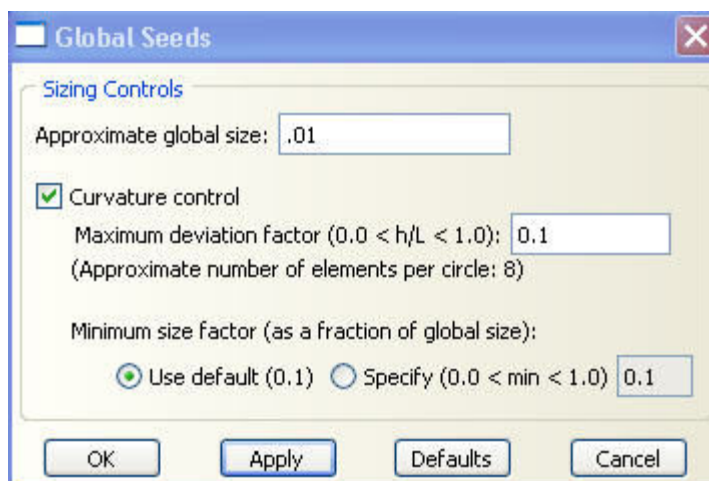 Global Seeds
Sizing Controls
Approximate global size: .01
Curvature control
Maximum deviation factor (0.0 < h/L < 1.0): 0.1
(Approximate number of elements per circle: 8)
Minimum size factor (as a fraction of global size):
Use default (0.1) Specify (0.0 < min < 1.0) 0.1
OK Apply Defaults Cancel